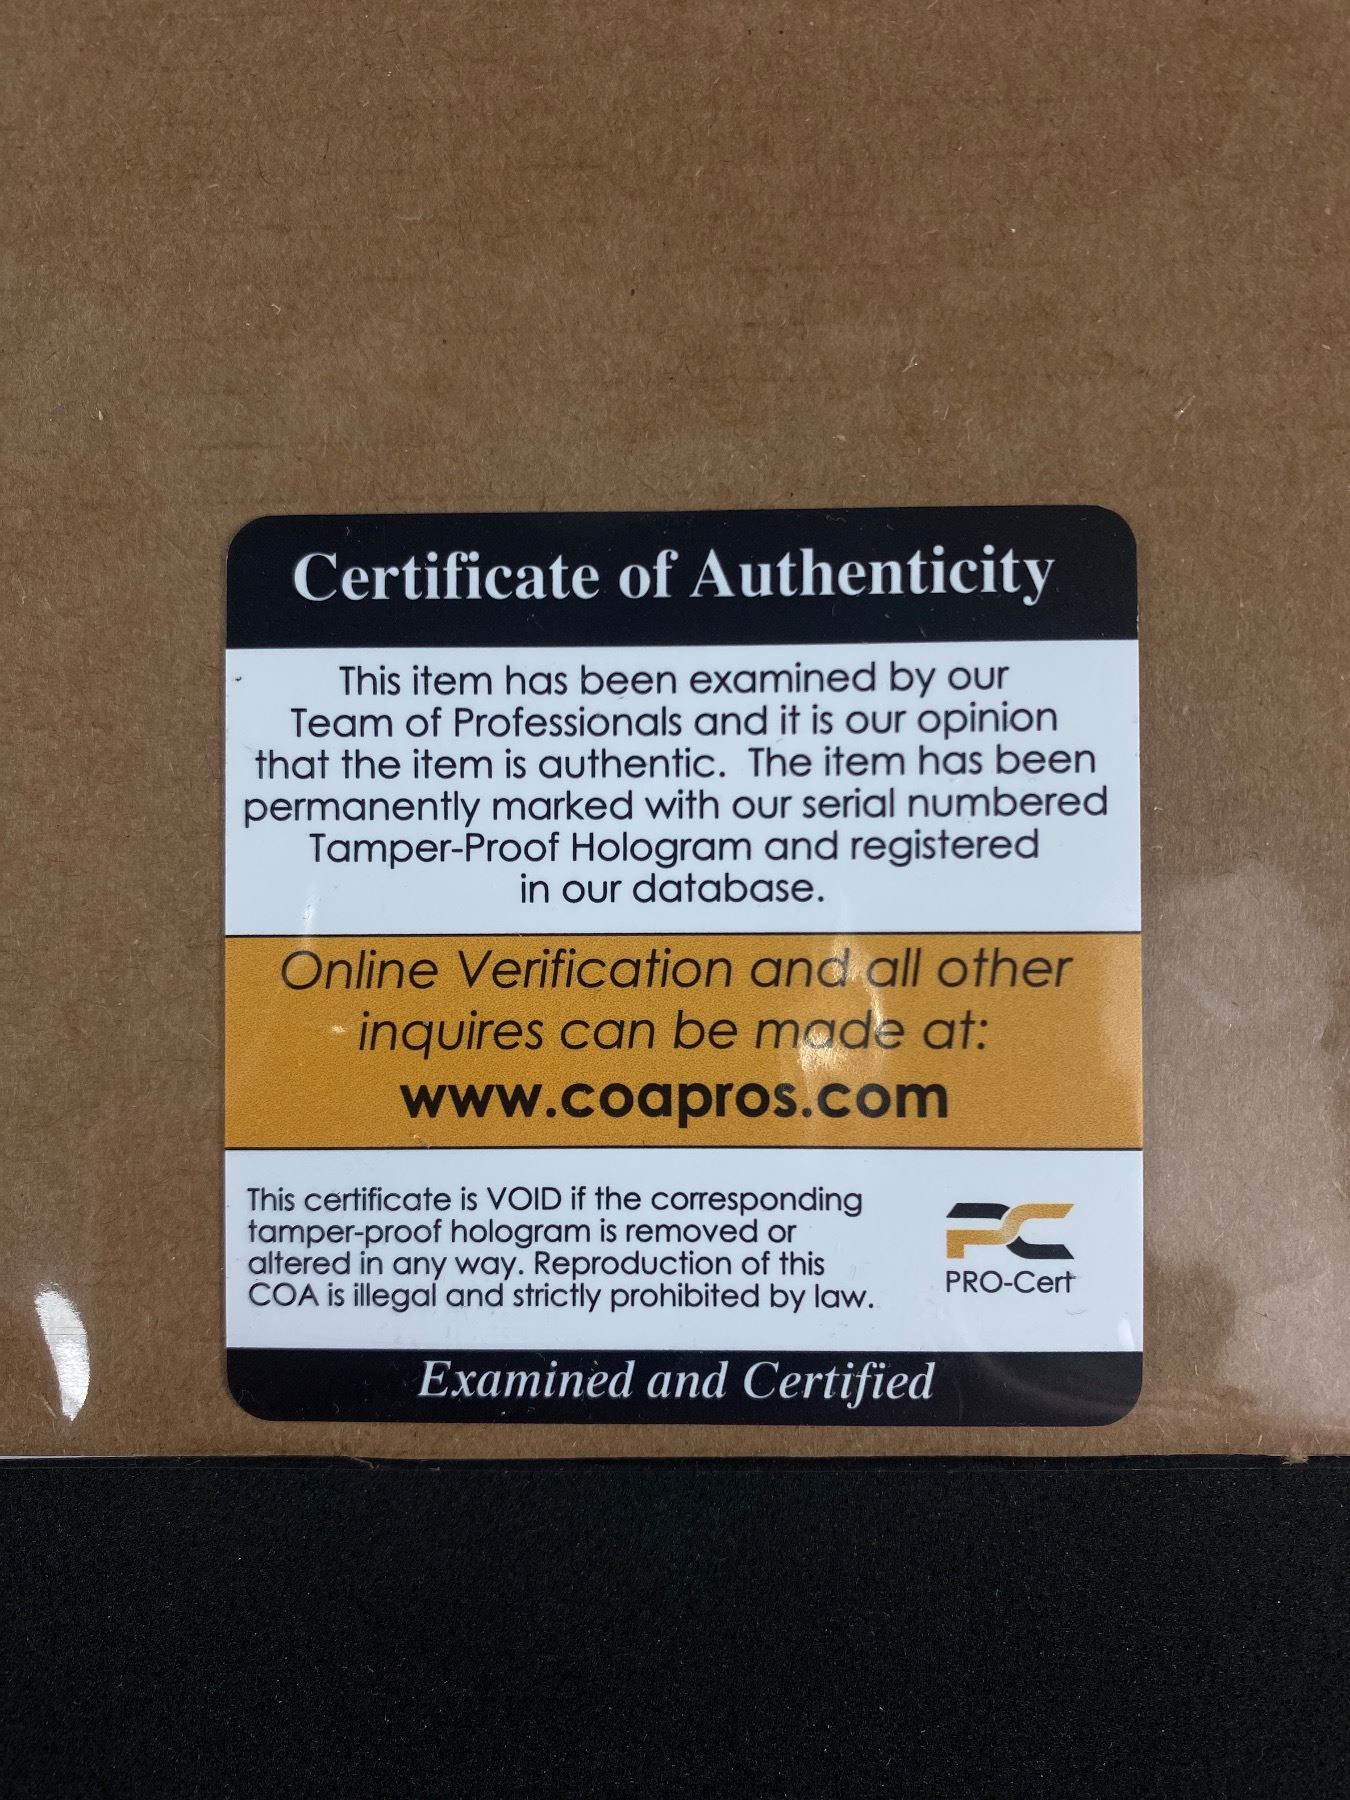 Certificate of Authenticity
This item has been examined by our
Team of Professionals and it is our opinion
that the item is authentic. The item has been
permanently marked with our serial numbered
Tamper-Proof Hologram and registered
in our database.
Online Verification and all other
inquires can be made at:
www.coapros.com
This certificate is VOID if the corresponding
tamper-proof hologram is removed or
altered in any way. Reproduction of this
COA is illegal and strictly prohibited by law.
PC
PRO-Cert
Examined and Certified